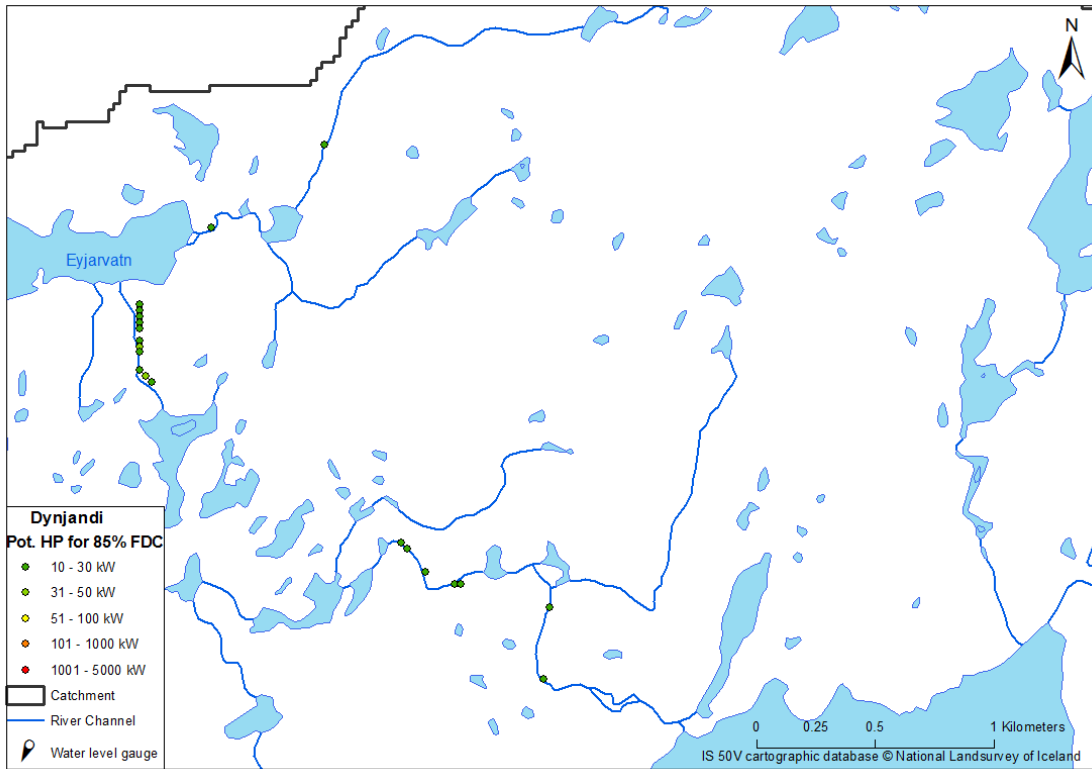 N
Eyjarvatn
Dynjandi
Pot. HP for 85% FDC
10 - 30 kW
31 - 50 kW
51 - 100 kW
101 - 1000 kW
1001 - 5000 kW
Catchment
River Channel
Water level gauge
0 0.25 0.5 1 Kilometers
IS 50V cartographic database © National Landsurvey of Iceland